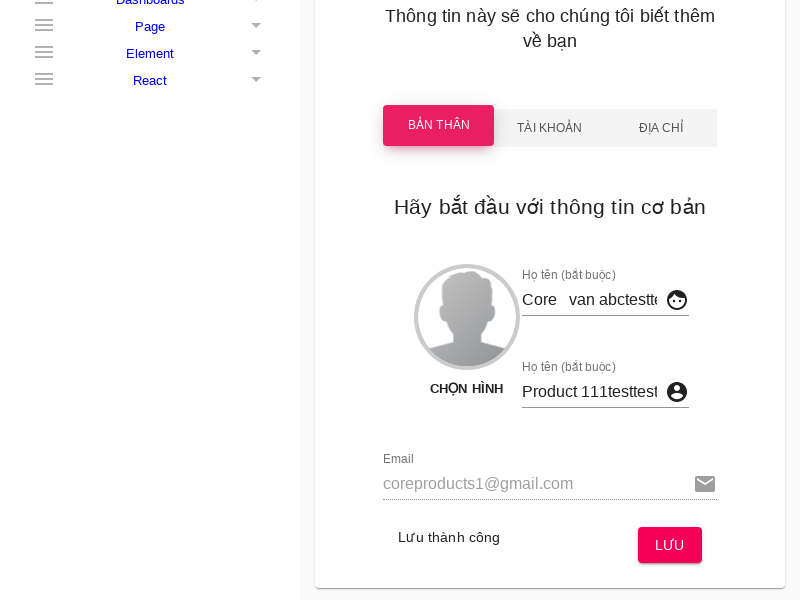 Dashboards
Page
Element
React
Thông tin này sẽ cho chúng tôi biết thêm
về bạn
BẢN THÂN
TÀI KHOẢN
ĐỊA CHỈ
Hãy bắt đầu với thông tin cơ bản
Họ tên (bắt buộc)
Core van abctestte
CHỌN HÌNH
Họ tên (bắt buộc)
Product 111testtest
Email
coreproducts1@gmail.com
Lưu thành công
LƯU